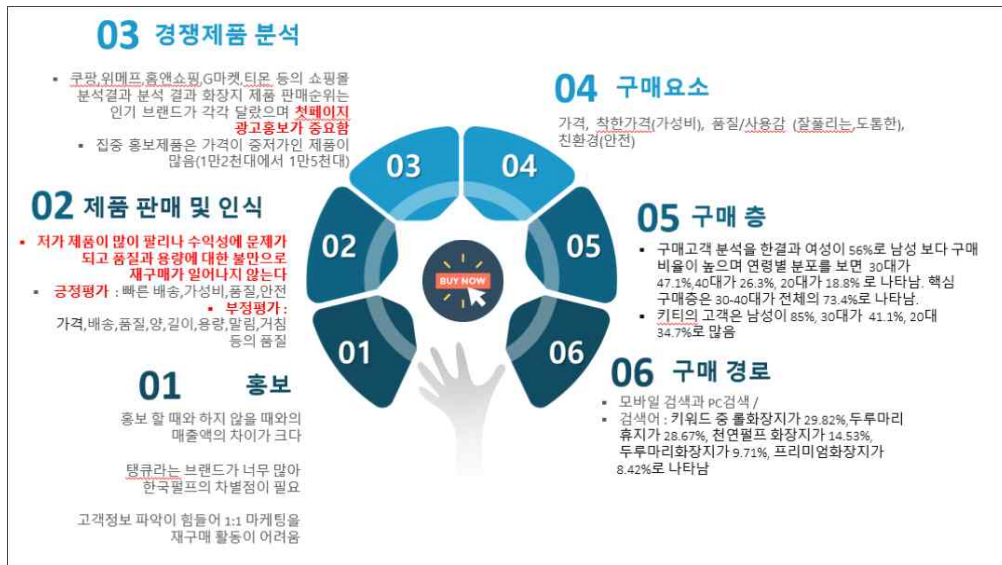 03 경쟁제품 분석
▪ 쿠팡,위메프,홈앤쇼핑,G마켓,티몬 등의 쇼핑몰
분석결과 분석 결과 화장지 제품 판매순위는
인기 브랜드가 각각 달랐으며 첫페이지
광고홍보가 중요함
▪ 집중 홍보제품은 가격이 중저가인 제품이
많음(1만2천대에서 1만5천대)
02 제품 판매 및 인식
▪ 저가 제품이 많이 팔리나 수익성에 문제가
되고 품질과 용량에 대한 불만으로
재구매가 일어나지 않는다
▪ 긍정평가 : 빠른 배송,가성비,품질,안전
▪ 부정평가 :
가격,배송,품질,양,길이,용량,말림,거침
등의 품질
01 홍보
홍보 할 때와 하지 않을 때와의
매출액의 차이가 크다
탱큐라는 브랜드가 너무 많아
한국펄프의 차별점이 필요
고객정보 파악이 힘들어 1:1 마케팅을
재구매 활동이 어려움
03
04
02
05
01
06
BUY NOW
04 구매요소
가격, 착한가격(가성비), 품질/사용감 (잘풀리는,도톰한),
친환경(안전)
05 구매 층
▪ 구매고객 분석을 한결과 여성이 56%로 남성 보다 구매
비율이 높으며 연령별 분포를 보면 30대가
47.1%,40대가 26.3%, 20대가 18.8% 로 나타남. 핵심
구매층은 30-40대가 전체의 73.4%로 나타남.
▪ 키티의 고객은 남성이 85%, 30대가 41.1%, 20대
34.7%로 많음
06 구매 경로
▪ 모바일 검색과 PC검색 /
▪ 검색어 : 키워드 중 롤화장지가 29.82%,두루마리
휴지가 28.67%, 천연펄프 화장지가 14.53%,
두루마리화장지가 9.71%, 프리미엄화장지가
8.42%로 나타남